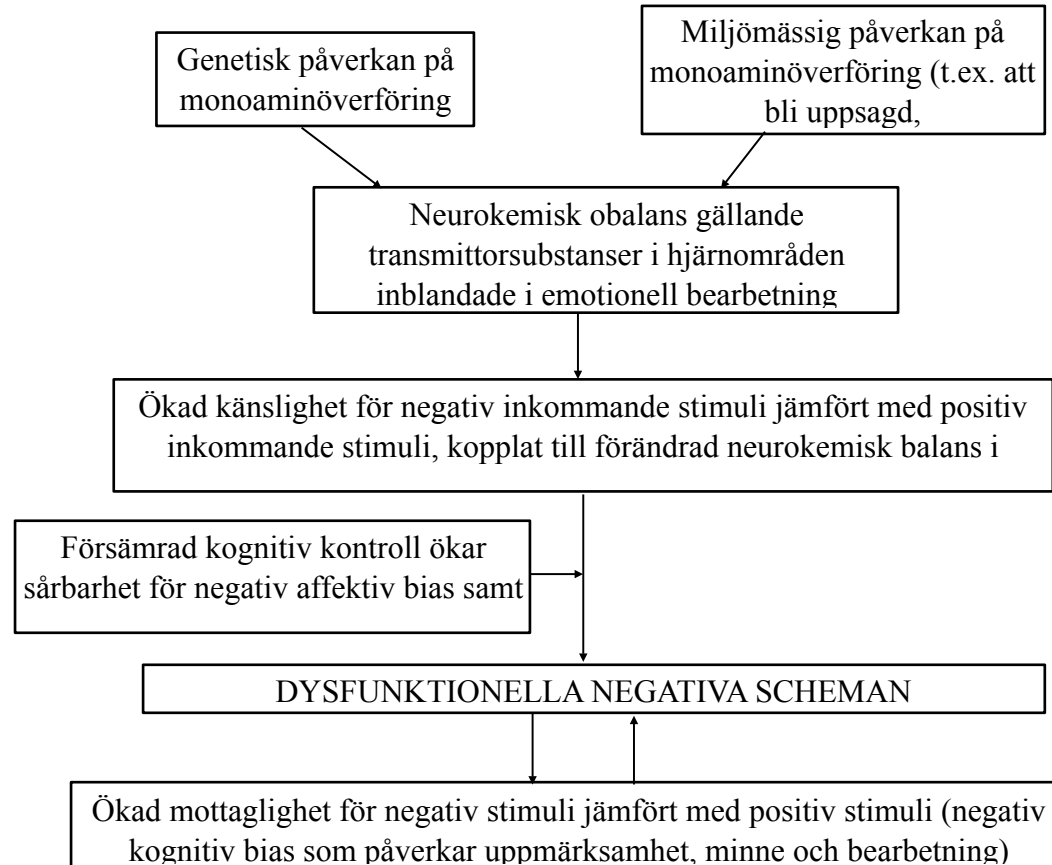 Genetisk påverkan på
monoaminöverföring
Miljömässig påverkan på
monoaminöverföring (t.ex. att
bli uppsagd,
Neurokemisk obalans gällande
transmittorsubstanser i hjärnområden
inblandade i emotionell bearbetning
Ökad känslighet för negativ inkommande stimuli jämfört med positiv
inkommande stimuli, kopplat till förändrad neurokemisk balans i
Försämrad kognitiv kontroll ökar
sårbarhet för negativ affektiv bias samt
DYSFUNKTIONELLA NEGATIVA SCHEMAN
Ökad mottaglighet för negativ stimuli jämfört med positiv stimuli (negativ
kognitiv bias som påverkar uppmärksamhet, minne och bearbetning)